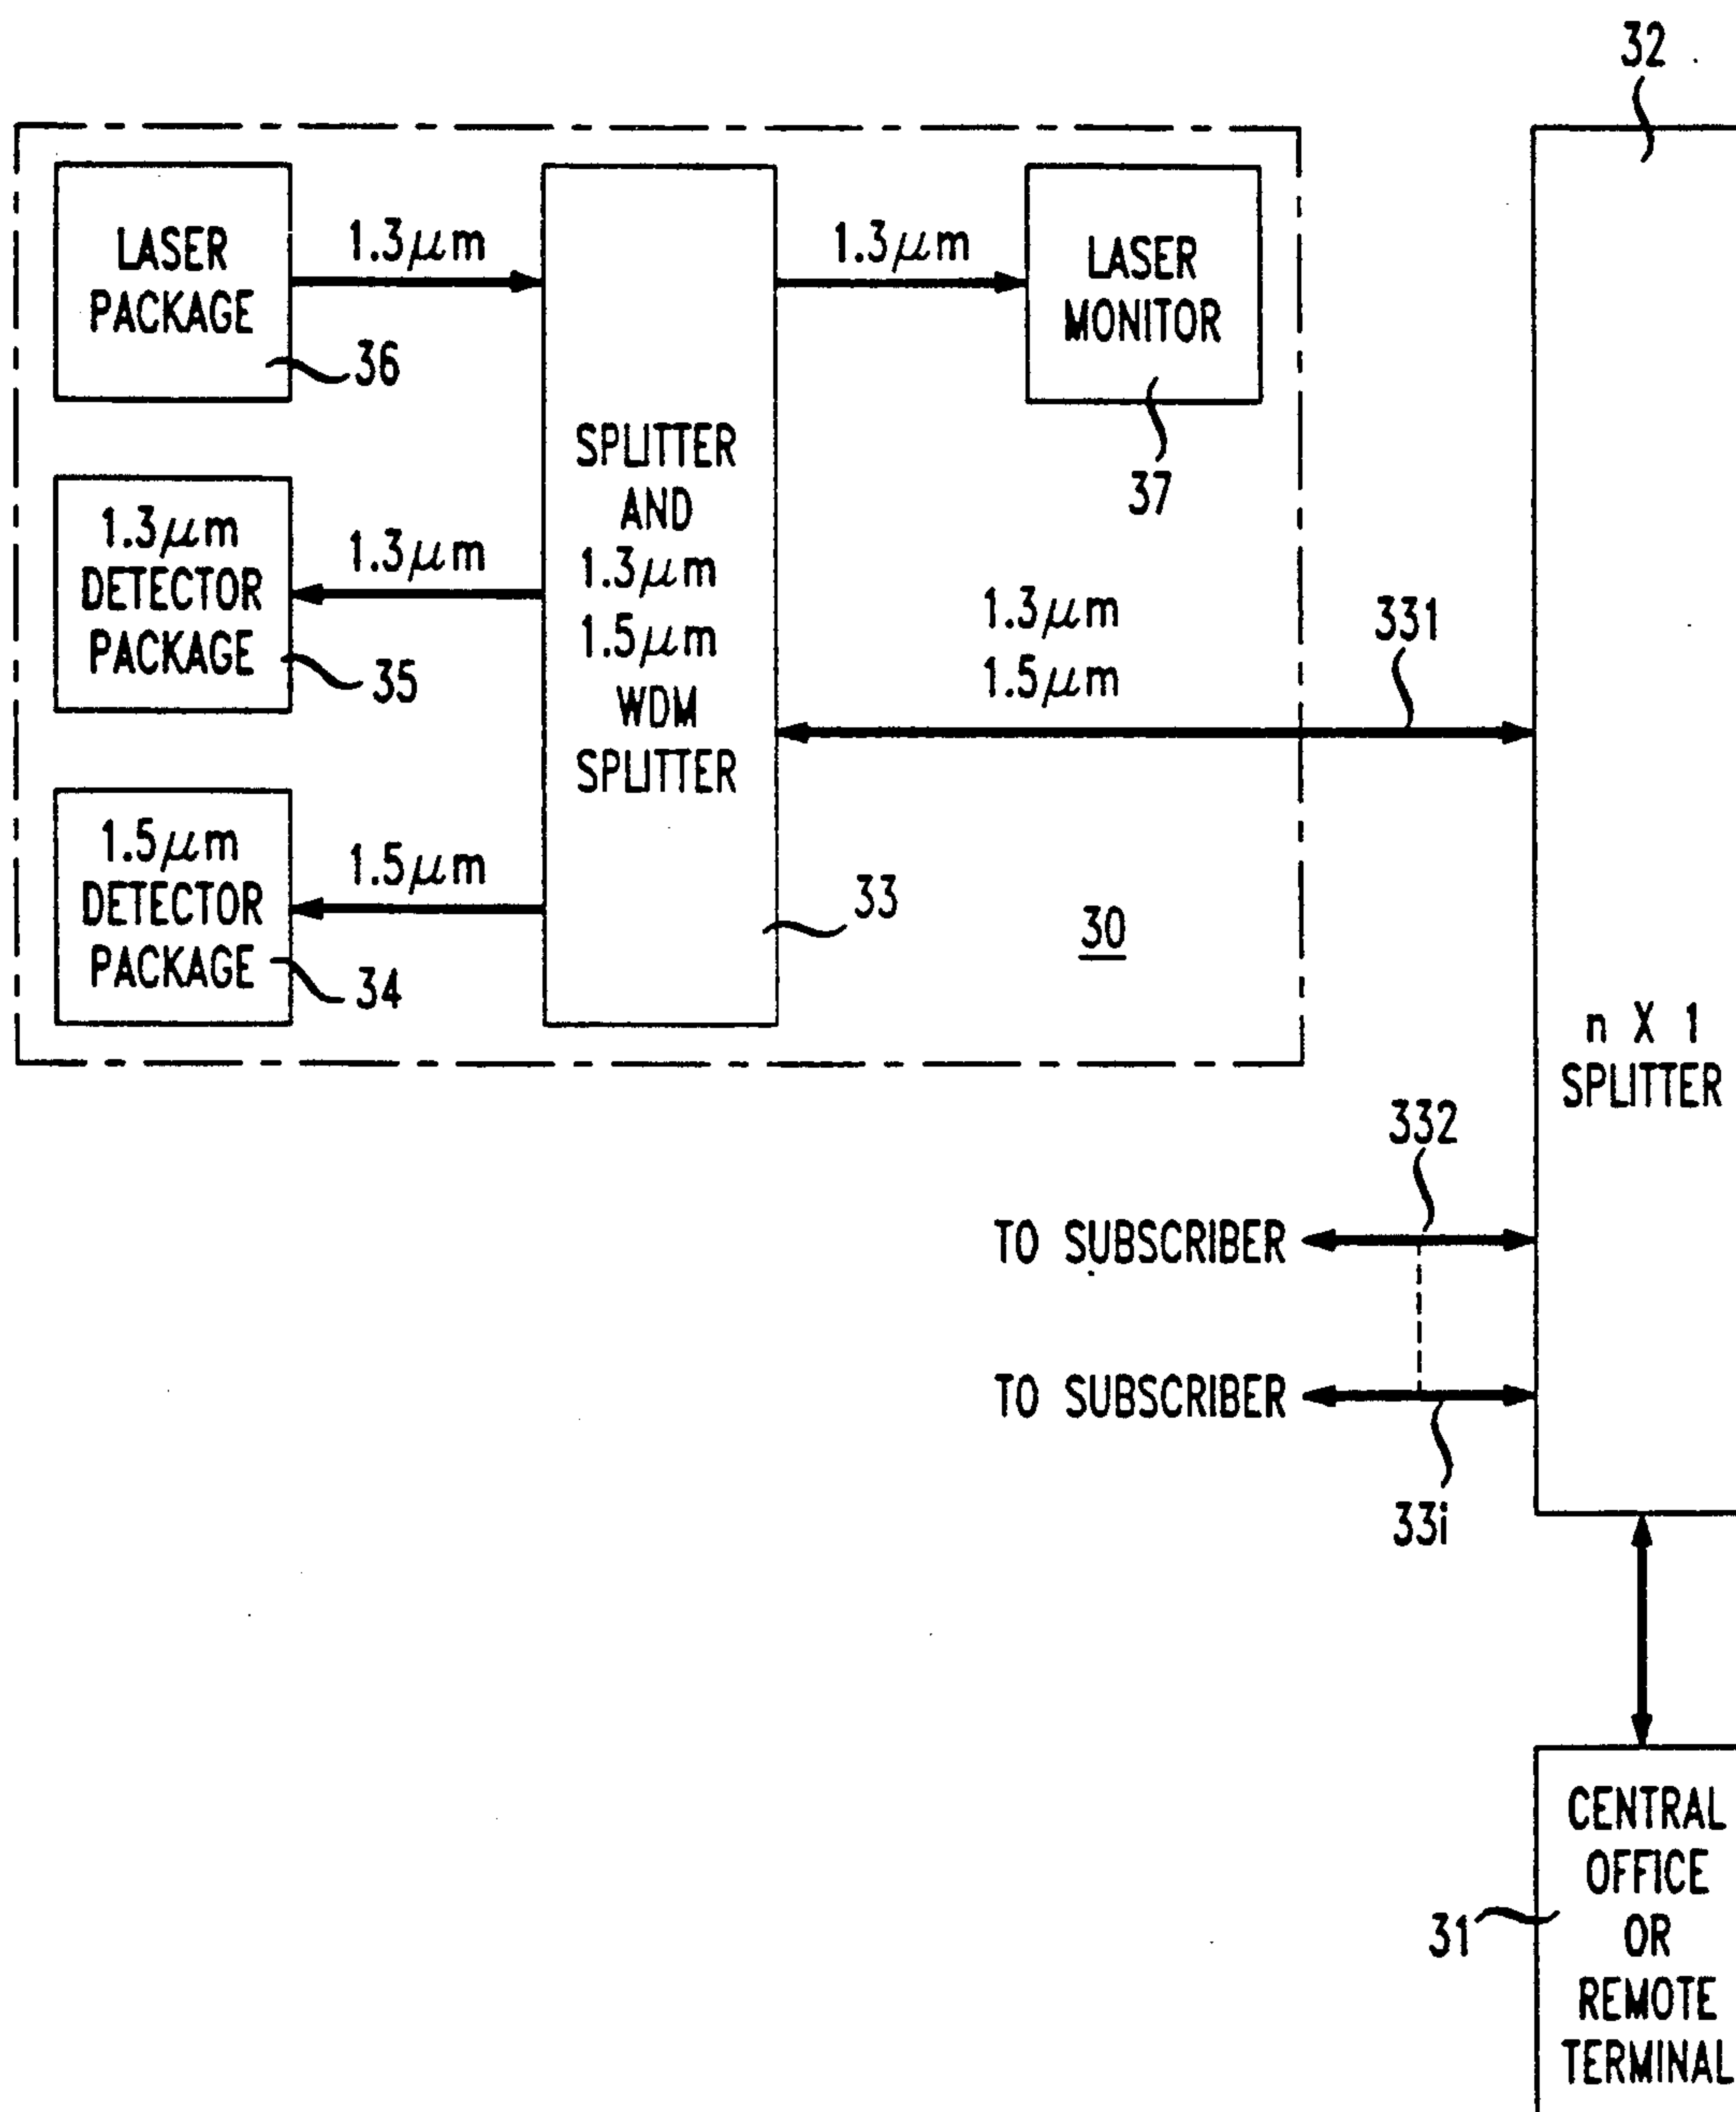 32
LASER
PACKAGE
36
1.3μm
1.3μm
LASER
MONITOR
37
1.3μm
DETECTOR
PACKAGE
35
1.3μm
SPLITTER
AND
1.3μm
1.5μm
WDM
SPLITTER
33
1.3μm
1.5μm
331
1.5μm
DETECTOR
PACKAGE
34
1.5μm
30
n X 1
SPLITTER
332
TO SUBSCRIBER
TO SUBSCRIBER
33i
31
CENTRAL
OFFICE
OR
REMOTE
TERMINAL